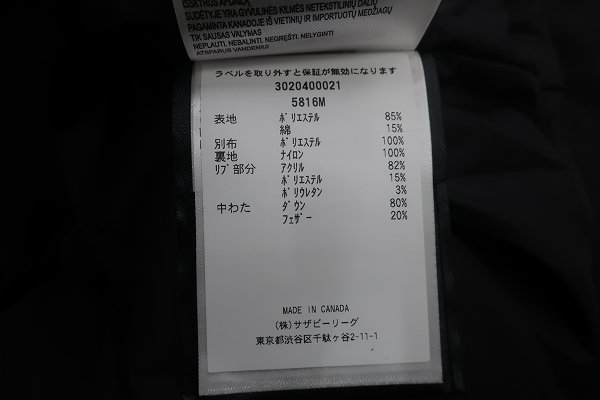 IŠSKYRUS APDAILĄ
SUDĖTYJE YRA GYVULINĖS KILMĖS NETEKSTILINIŲ DALIŲ
PAGAMINTA KANADOJE IŠ VIETINIŲ IR IMPORTUOTŲ MEDŽIAGŲ
TIK SAUSAS VALYMAS
NEPLAUTI. NEBALINTI. NEGRĘŠTI. NELYGINTI
ATSPARUS VANDENIUI
ラベルを取り外すと保証が無効になります
3020400021
5816M
表地 ﾎﾟﾘｴｽﾃﾙ 85%
綿 15%
別布 ﾎﾟﾘｴｽﾃﾙ 100%
裏地 ﾅｲﾛﾝ 100%
ﾘﾌﾞ部分 ｱｸﾘﾙ 82%
ﾎﾟﾘｴｽﾃﾙ 15%
ﾎﾟﾘｳﾚﾀﾝ 3%
中わた ﾀﾞｳﾝ 80%
ﾌｪｻﾞｰ 20%
MADE IN CANADA
(株)サザビーリーグ
東京都渋谷区千駄ヶ谷2-11-1